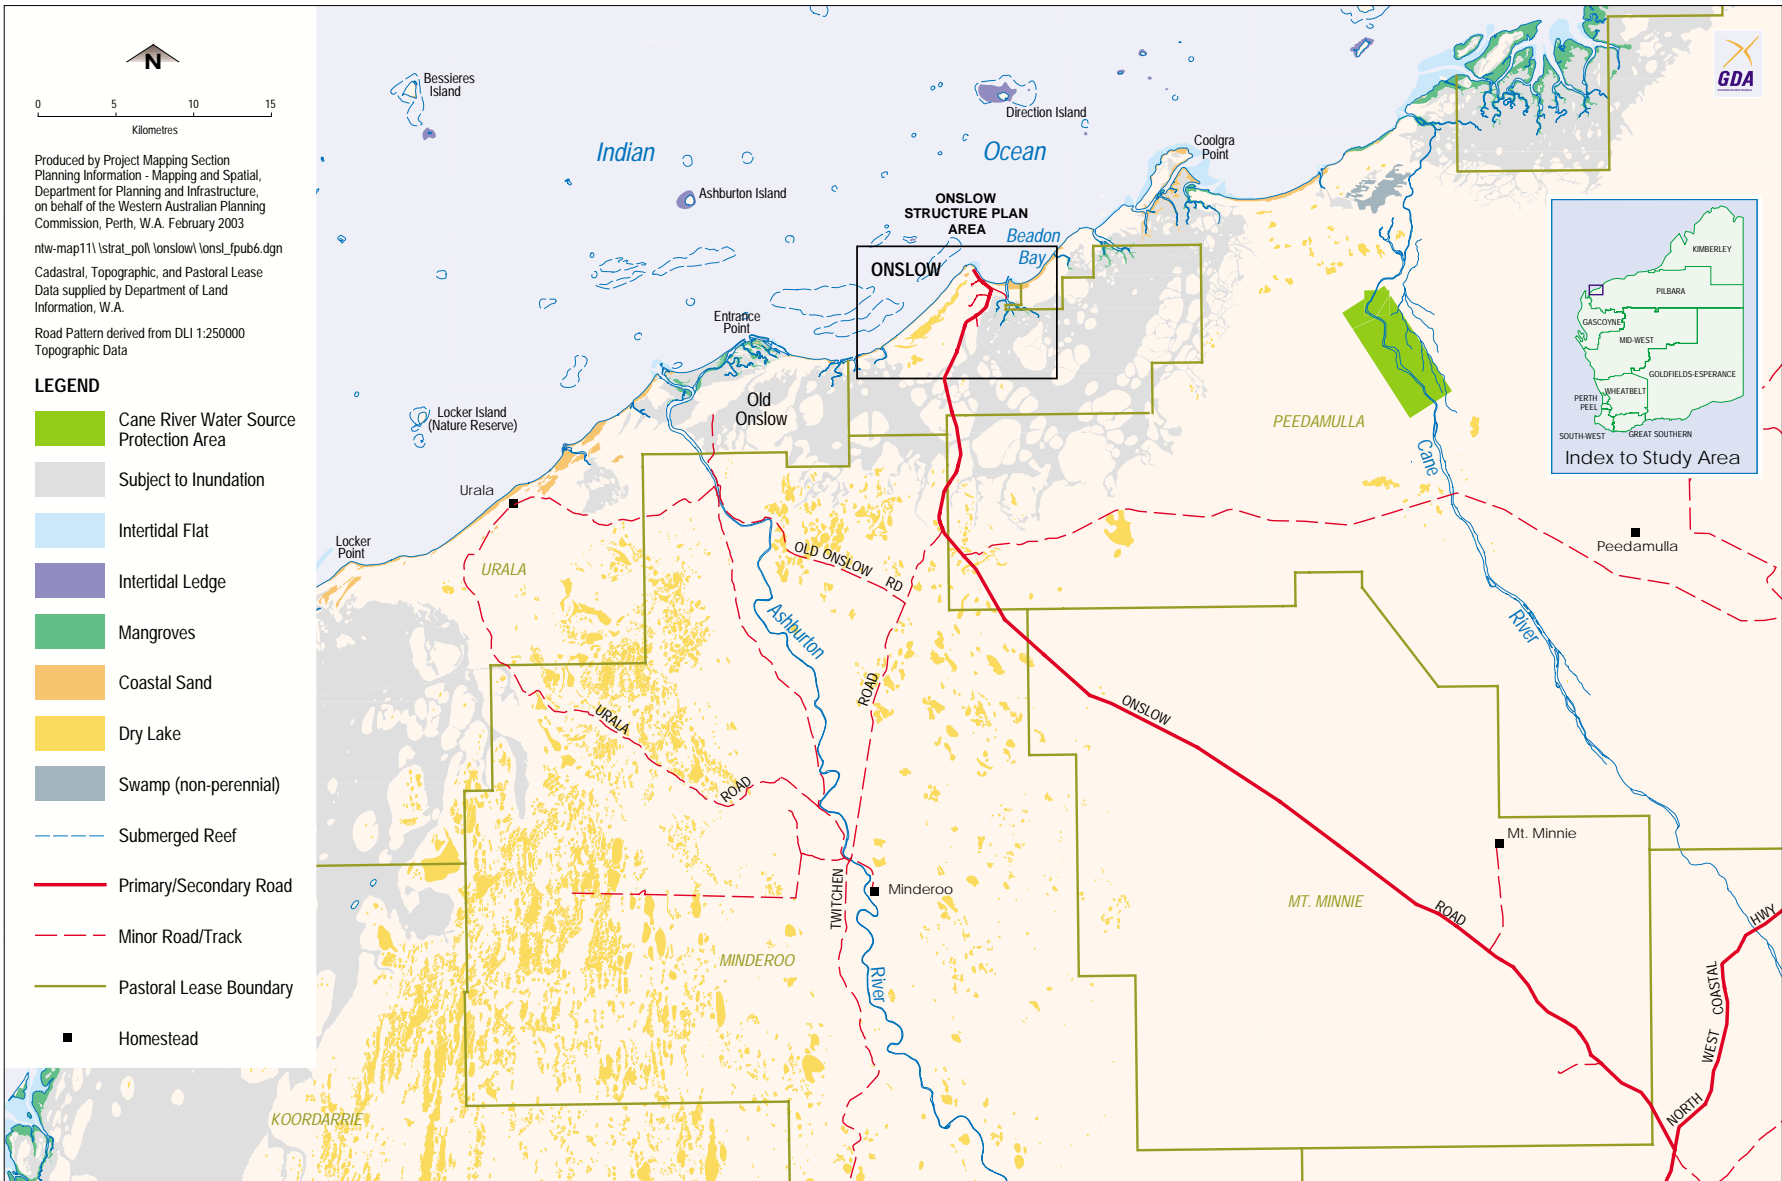 N
0 5 10 15
Kilometres
Produced by Project Mapping Section
Planning Information - Mapping and Spatial,
Department for Planning and Infrastructure,
on behalf of the Western Australian Planning
Commission, Perth, W.A. February 2003
ntw-map11\ \strat_pol\ \onslow\ \onsl_fpub6.dgn
Cadastral, Topographic, and Pastoral Lease
Data supplied by Department of Land
Information, W.A.
Road Pattern derived from DLI 1:250000
Topographic Data
LEGEND
Cane River Water Source
Protection Area
Subject to Inundation
Intertidal Flat
Intertidal Ledge
Mangroves
Coastal Sand
Dry Lake
Swamp (non-perennial)
Submerged Reef
Primary/Secondary Road
Minor Road/Track
Pastoral Lease Boundary
Homestead
Bessieres
Island
Indian
Ocean
Direction Island
Ashburton Island
Coolgra
Point
ONSLOW
STRUCTURE PLAN
AREA
Beadon
Bay
ONSLOW
Entrance
Point
Old
Onslow
Locker Island
(Nature Reserve)
Urala
Locker
Point
URALA
OLD ONSLOW RD
Ashburton
River
URALA
ROAD
ROAD
TWITCHEN
Minderoo
MINDEROO
KOORDARRIE
PEEDAMULLA
Cane
River
Peedamulla
ONSLOW
ROAD
Mt. Minnie
MT. MINNIE
NORTH
WEST
COASTAL
HWY
GDA
KIMBERLEY
PILBARA
GASCOYNE
MID-WEST
GOLDFIELDS-ESPERANCE
WHEATBELT
PERTH
PEEL
SOUTH-WEST
GREAT SOUTHERN
Index to Study Area